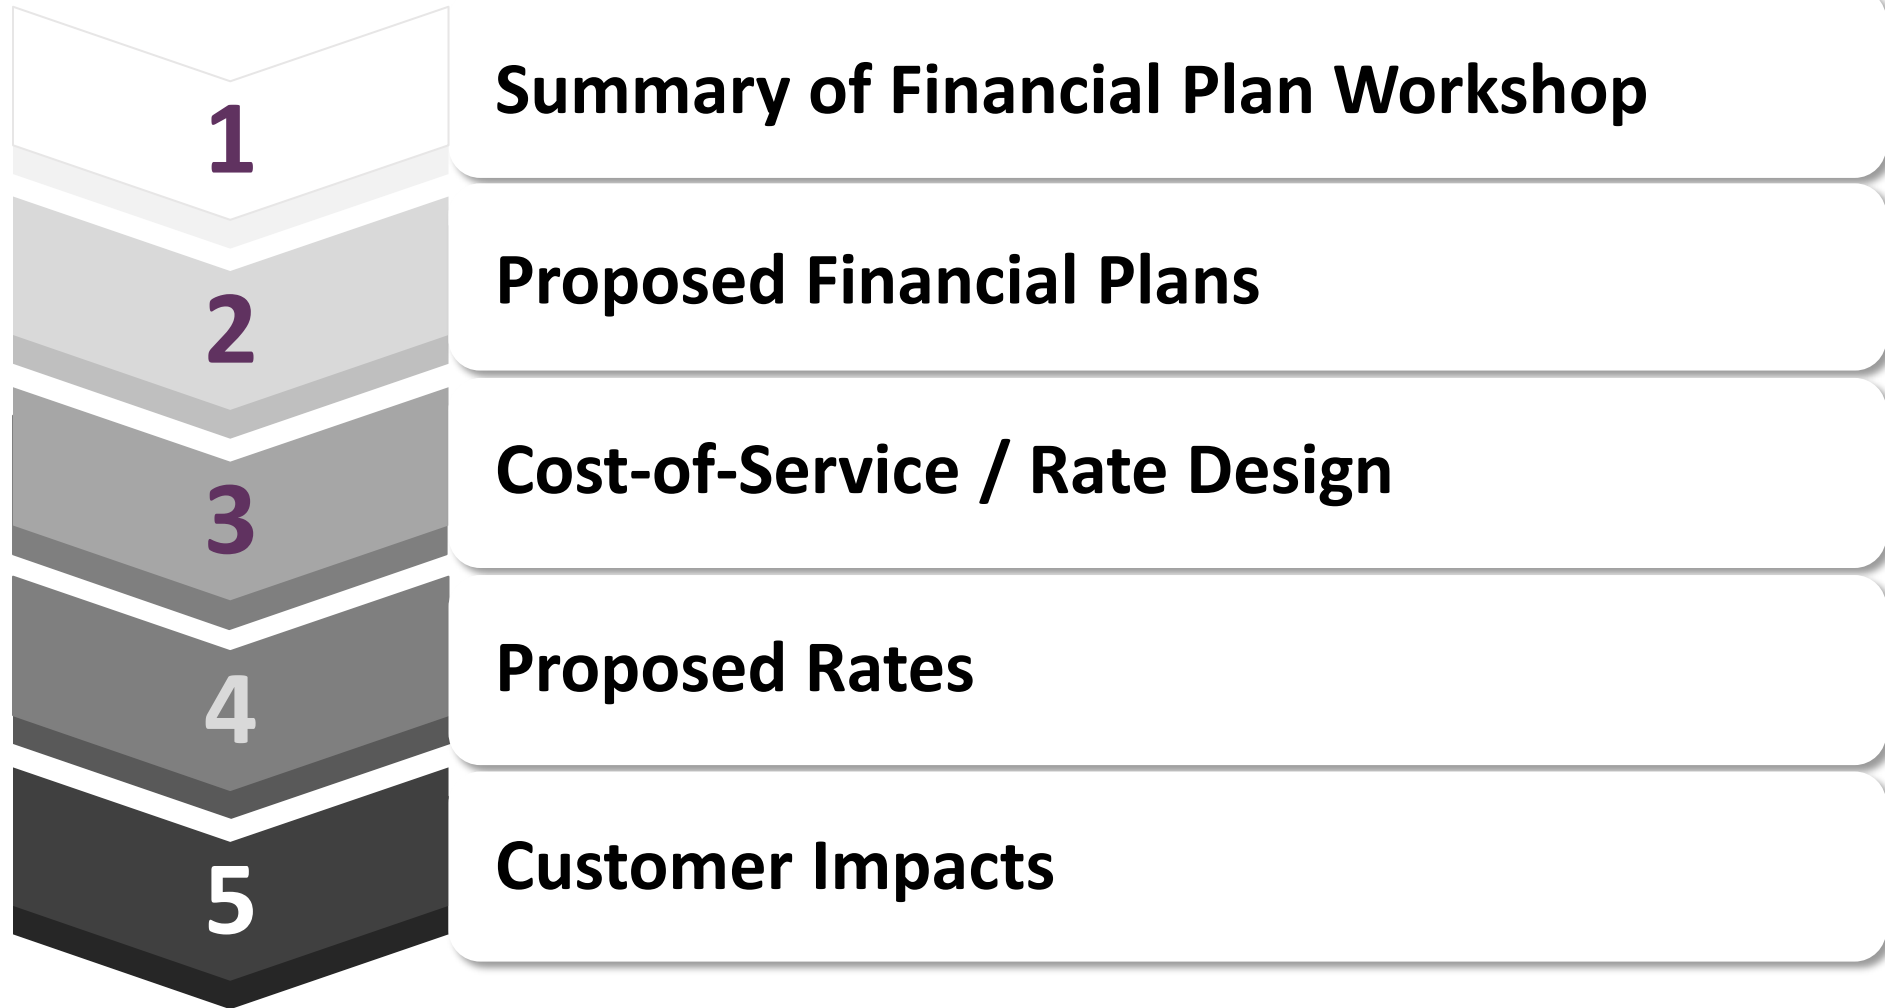 1
Summary of Financial Plan Workshop
2
Proposed Financial Plans
3
Cost-of-Service / Rate Design
4
Proposed Rates
5
Customer Impacts